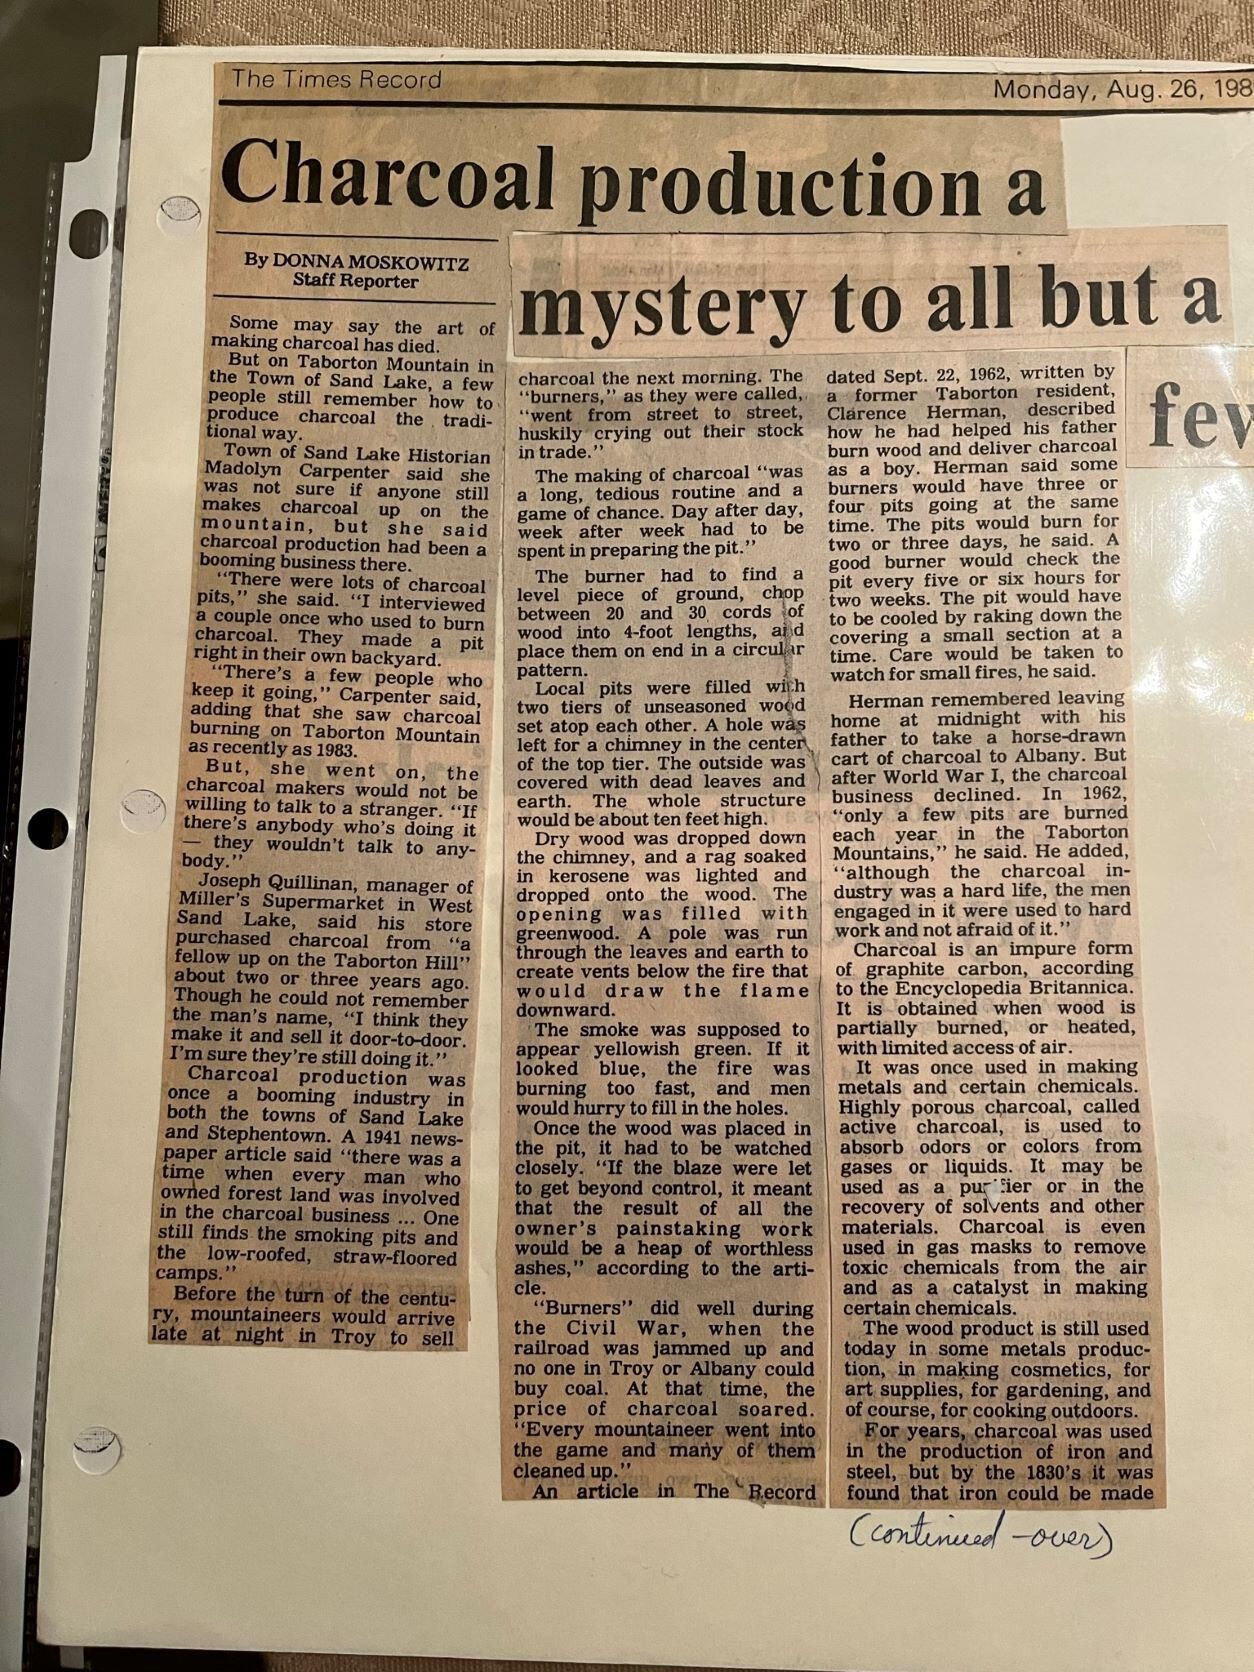 The Times Record
Monday, Aug. 26, 198
Charcoal production a
mystery to all but a
few
By DONNA MOSKOWITZ
Staff Reporter
Some may say the art of
making charcoal has died.
But on Taborton Mountain in
the Town of Sand Lake, a few
people still remember how to
produce charcoal the tradi-
tional way.
Town of Sand Lake Historian
Madolyn Carpenter said she
was not sure if anyone still
makes charcoal up on the
mountain, but she said
charcoal production had been a
booming business there.
"There were lots of charcoal
pits," she said. "I interviewed
a couple once who used to burn
charcoal. They made a pit
right in their own backyard.
"There's a few people who
keep it going," Carpenter said,
adding that she saw charcoal
burning on Taborton Mountain
as recently as 1983.
But, she went on, the
charcoal makers would not be
willing to talk to a stranger. "If
there's anybody who's doing it
— they wouldn't talk to any-
body."
Joseph Quillinan, manager of
Miller's Supermarket in West
Sand Lake, said his store
purchased charcoal from "a
fellow up on the Taborton Hill"
about two or three years ago.
Though he could not remember
the man's name, "I think they
make it and sell it door-to-door.
I'm sure they're still doing it."
Charcoal production was
once a booming industry in
both the towns of Sand Lake
and Stephentown. A 1941 news-
paper article said "there was a
time when every man who
owned forest land was involved
in the charcoal business ... One
still finds the smoking pits and
the low-roofed, straw-floored
camps."
Before the turn of the centu-
ry, mountaineers would arrive
late at night in Troy to sell
charcoal the next morning. The
"burners," as they were called,
"went from street to street,
huskily crying out their stock
in trade."
The making of charcoal "was
a long, tedious routine and a
game of chance. Day after day,
week after week had to be
spent in preparing the pit."
The burner had to find a
level piece of ground, chop
between 20 and 30 cords of
wood into 4-foot lengths, and
place them on end in a circular
pattern.
Local pits were filled with
two tiers of unseasoned wood
set atop each other. A hole was
left for a chimney in the center
of the top tier. The outside was
covered with dead leaves and
earth. The whole structure
would be about ten feet high.
Dry wood was dropped down
the chimney, and a rag soaked
in kerosene was lighted and
dropped onto the wood. The
opening was filled with
greenwood. A pole was run
through the leaves and earth to
create vents below the fire that
would draw the flame
downward.
The smoke was supposed to
appear yellowish green. If it
looked blue, the fire was
burning too fast, and men
would hurry to fill in the holes.
Once the wood was placed in
the pit, it had to be watched
closely. "If the blaze were let
to get beyond control, it meant
that the result of all the
owner's painstaking work
would be a heap of worthless
ashes," according to the arti-
cle.
"Burners" did well during
the Civil War, when the
railroad was jammed up and
no one in Troy or Albany could
buy coal. At that time, the
price of charcoal soared.
"Every mountaineer went into
the game and many of them
cleaned up."
An article in The Record
dated Sept. 22, 1962, written by
a former Taborton resident,
Clarence Herman, described
how he had helped his father
burn wood and deliver charcoal
as a boy. Herman said some
burners would have three or
four pits going at the same
time. The pits would burn for
two or three days, he said. A
good burner would check the
pit every five or six hours for
two weeks. The pit would have
to be cooled by raking down the
covering a small section at a
time. Care would be taken to
watch for small fires, he said.
Herman remembered leaving
home at midnight with his
father to take a horse-drawn
cart of charcoal to Albany. But
after World War I, the charcoal
business declined. In 1962,
"only a few pits are burned
each year in the Taborton
Mountains," he said. He added,
"although the charcoal in-
dustry was a hard life, the men
engaged in it were used to hard
work and not afraid of it."
Charcoal is an impure form
of graphite carbon, according
to the Encyclopedia Britannica.
It is obtained when wood is
partially burned, or heated,
with limited access of air.
It was once used in making
metals and certain chemicals.
Highly porous charcoal, called
active charcoal, is used to
absorb odors or colors from
gases or liquids. It may be
used as a purifier or in the
recovery of solvents and other
materials. Charcoal is even
used in gas masks to remove
toxic chemicals from the air
and as a catalyst in making
certain chemicals.
The wood product is still used
today in some metals produc-
tion, in making cosmetics, for
art supplies, for gardening, and
of course, for cooking outdoors.
For years, charcoal was used
in the production of iron and
steel, but by the 1830's it was
found that iron could be made
(continued -over)